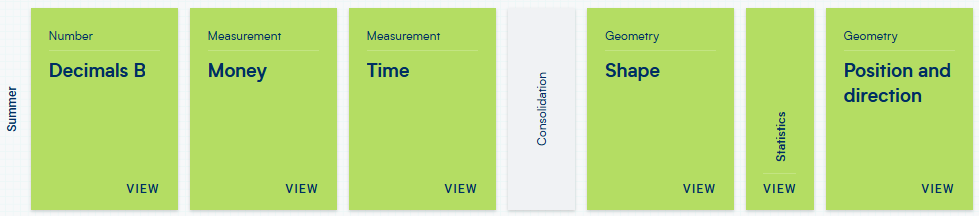 Summer
Number
Decimals B
VIEW
Measurement
Money
VIEW
Measurement
Time
VIEW
Consolidation
Geometry
Shape
VIEW
Statistics
VIEW
Geometry
Position and
direction
VIEW